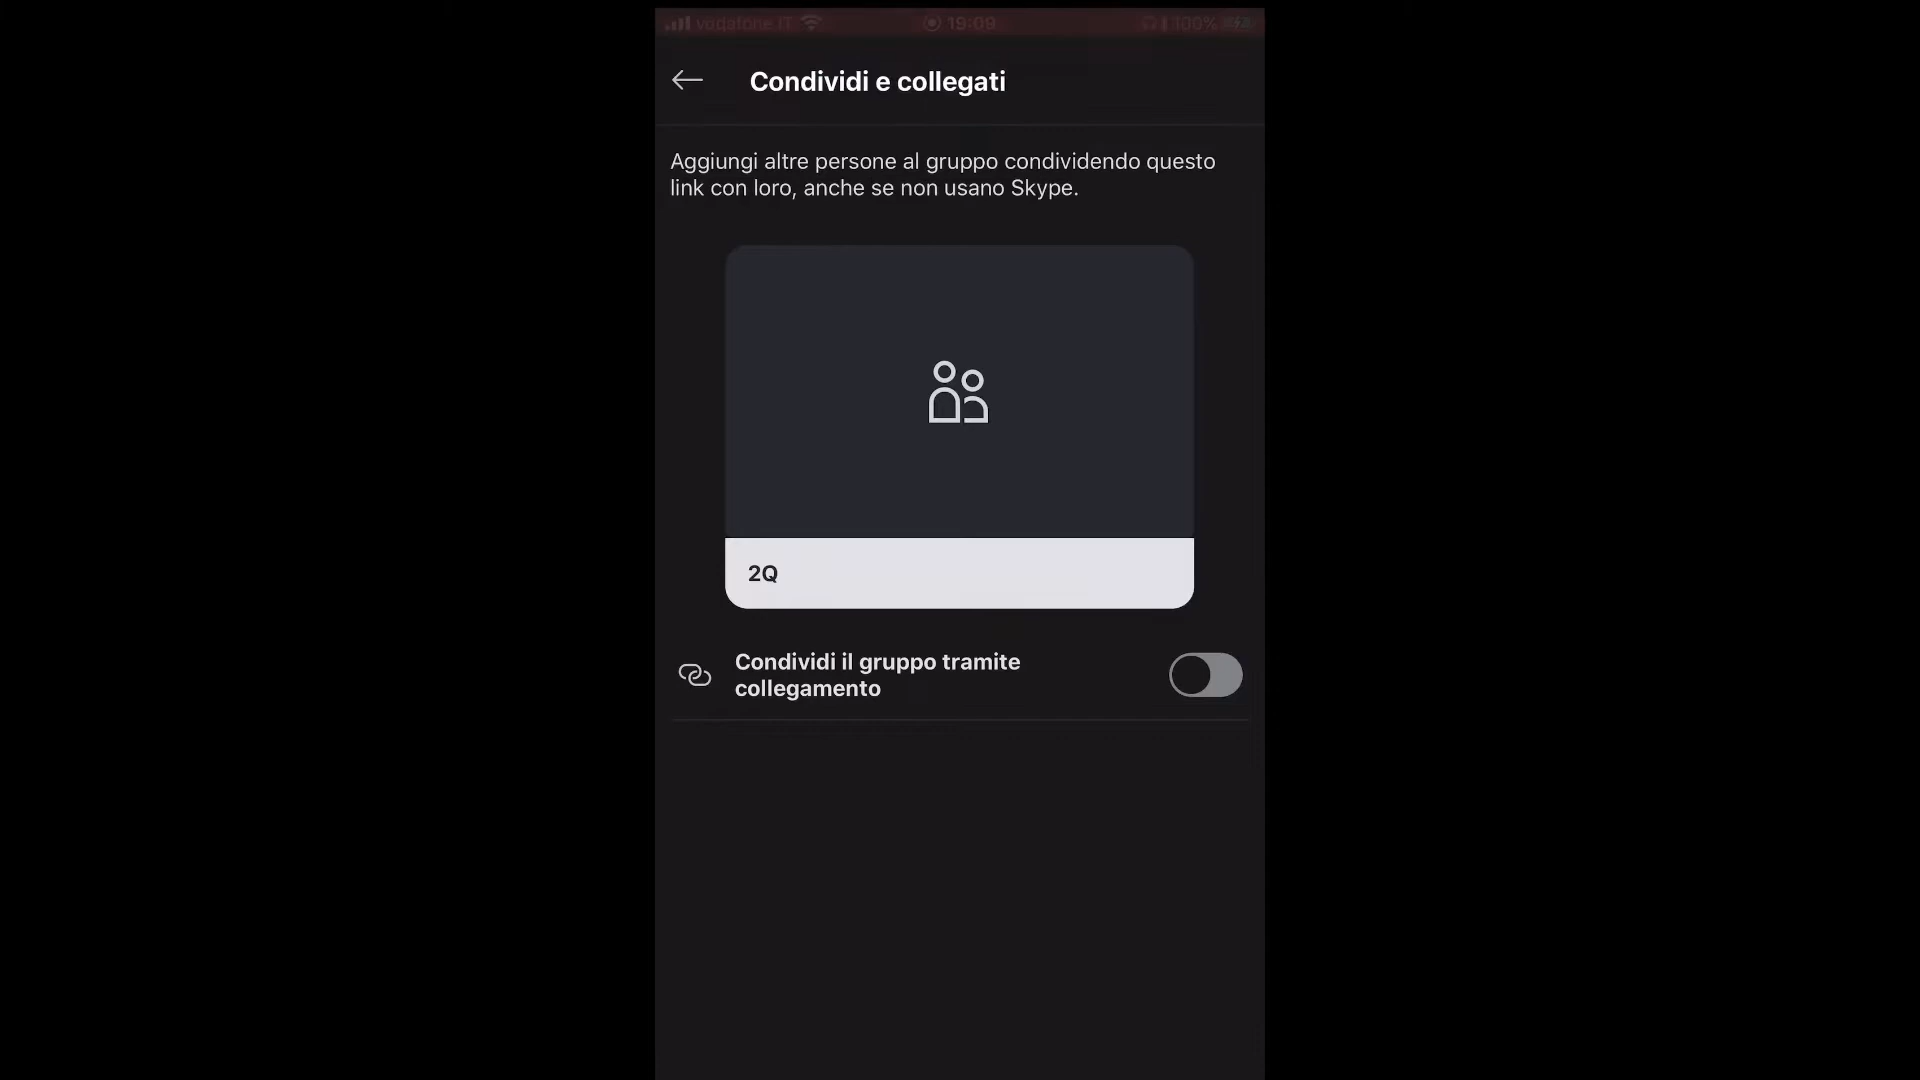 vodafone IT 19:09 100%
Condividi e collegati
Aggiungi altre persone al gruppo condividendo questo
link con loro, anche se non usano Skype.
2Q
Condividi il gruppo tramite
collegamento